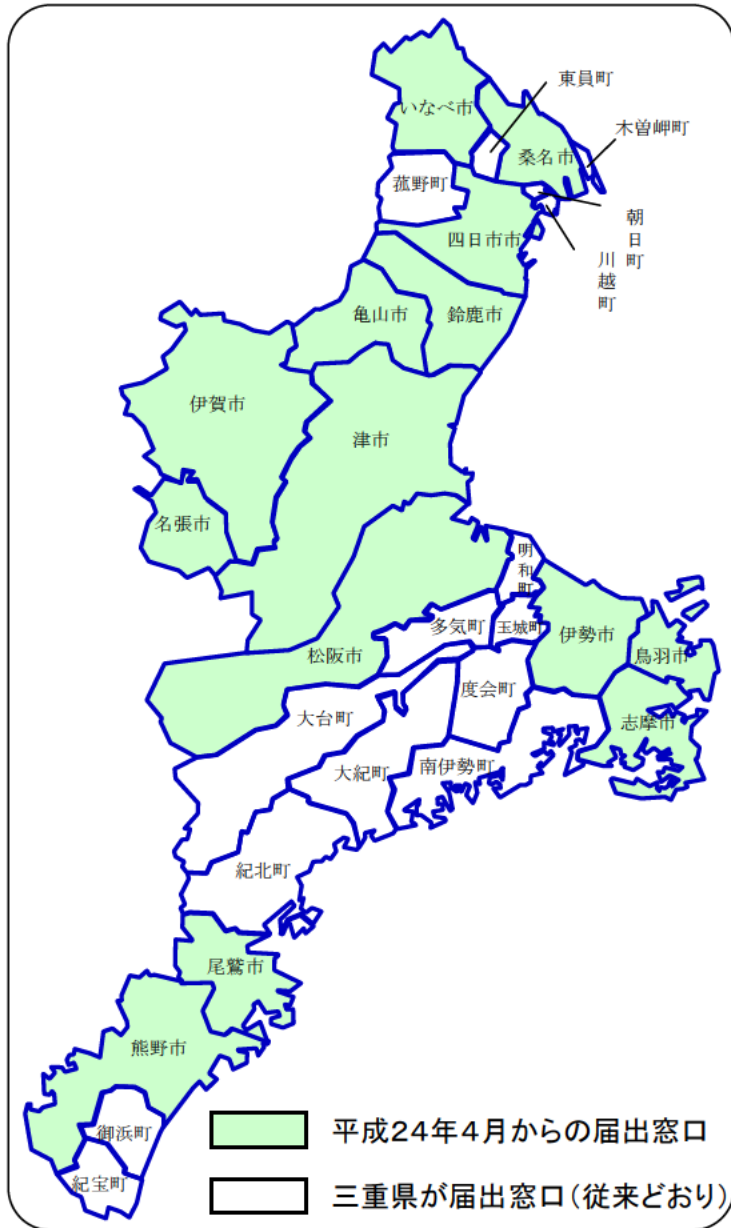 東員町
いなべ市
木曽岬町
桑名市
菰野町
朝日町
四日市市
川越町
亀山市
鈴鹿市
伊賀市
津市
名張市
明和町
多気町
玉城町
伊勢市
松阪市
鳥羽市
度会町
大台町
志摩市
大紀町
南伊勢町
紀北町
尾鷲市
熊野市
御浜町
紀宝町
平成24年4月からの届出窓口
三重県が届出窓口(従来どおり)